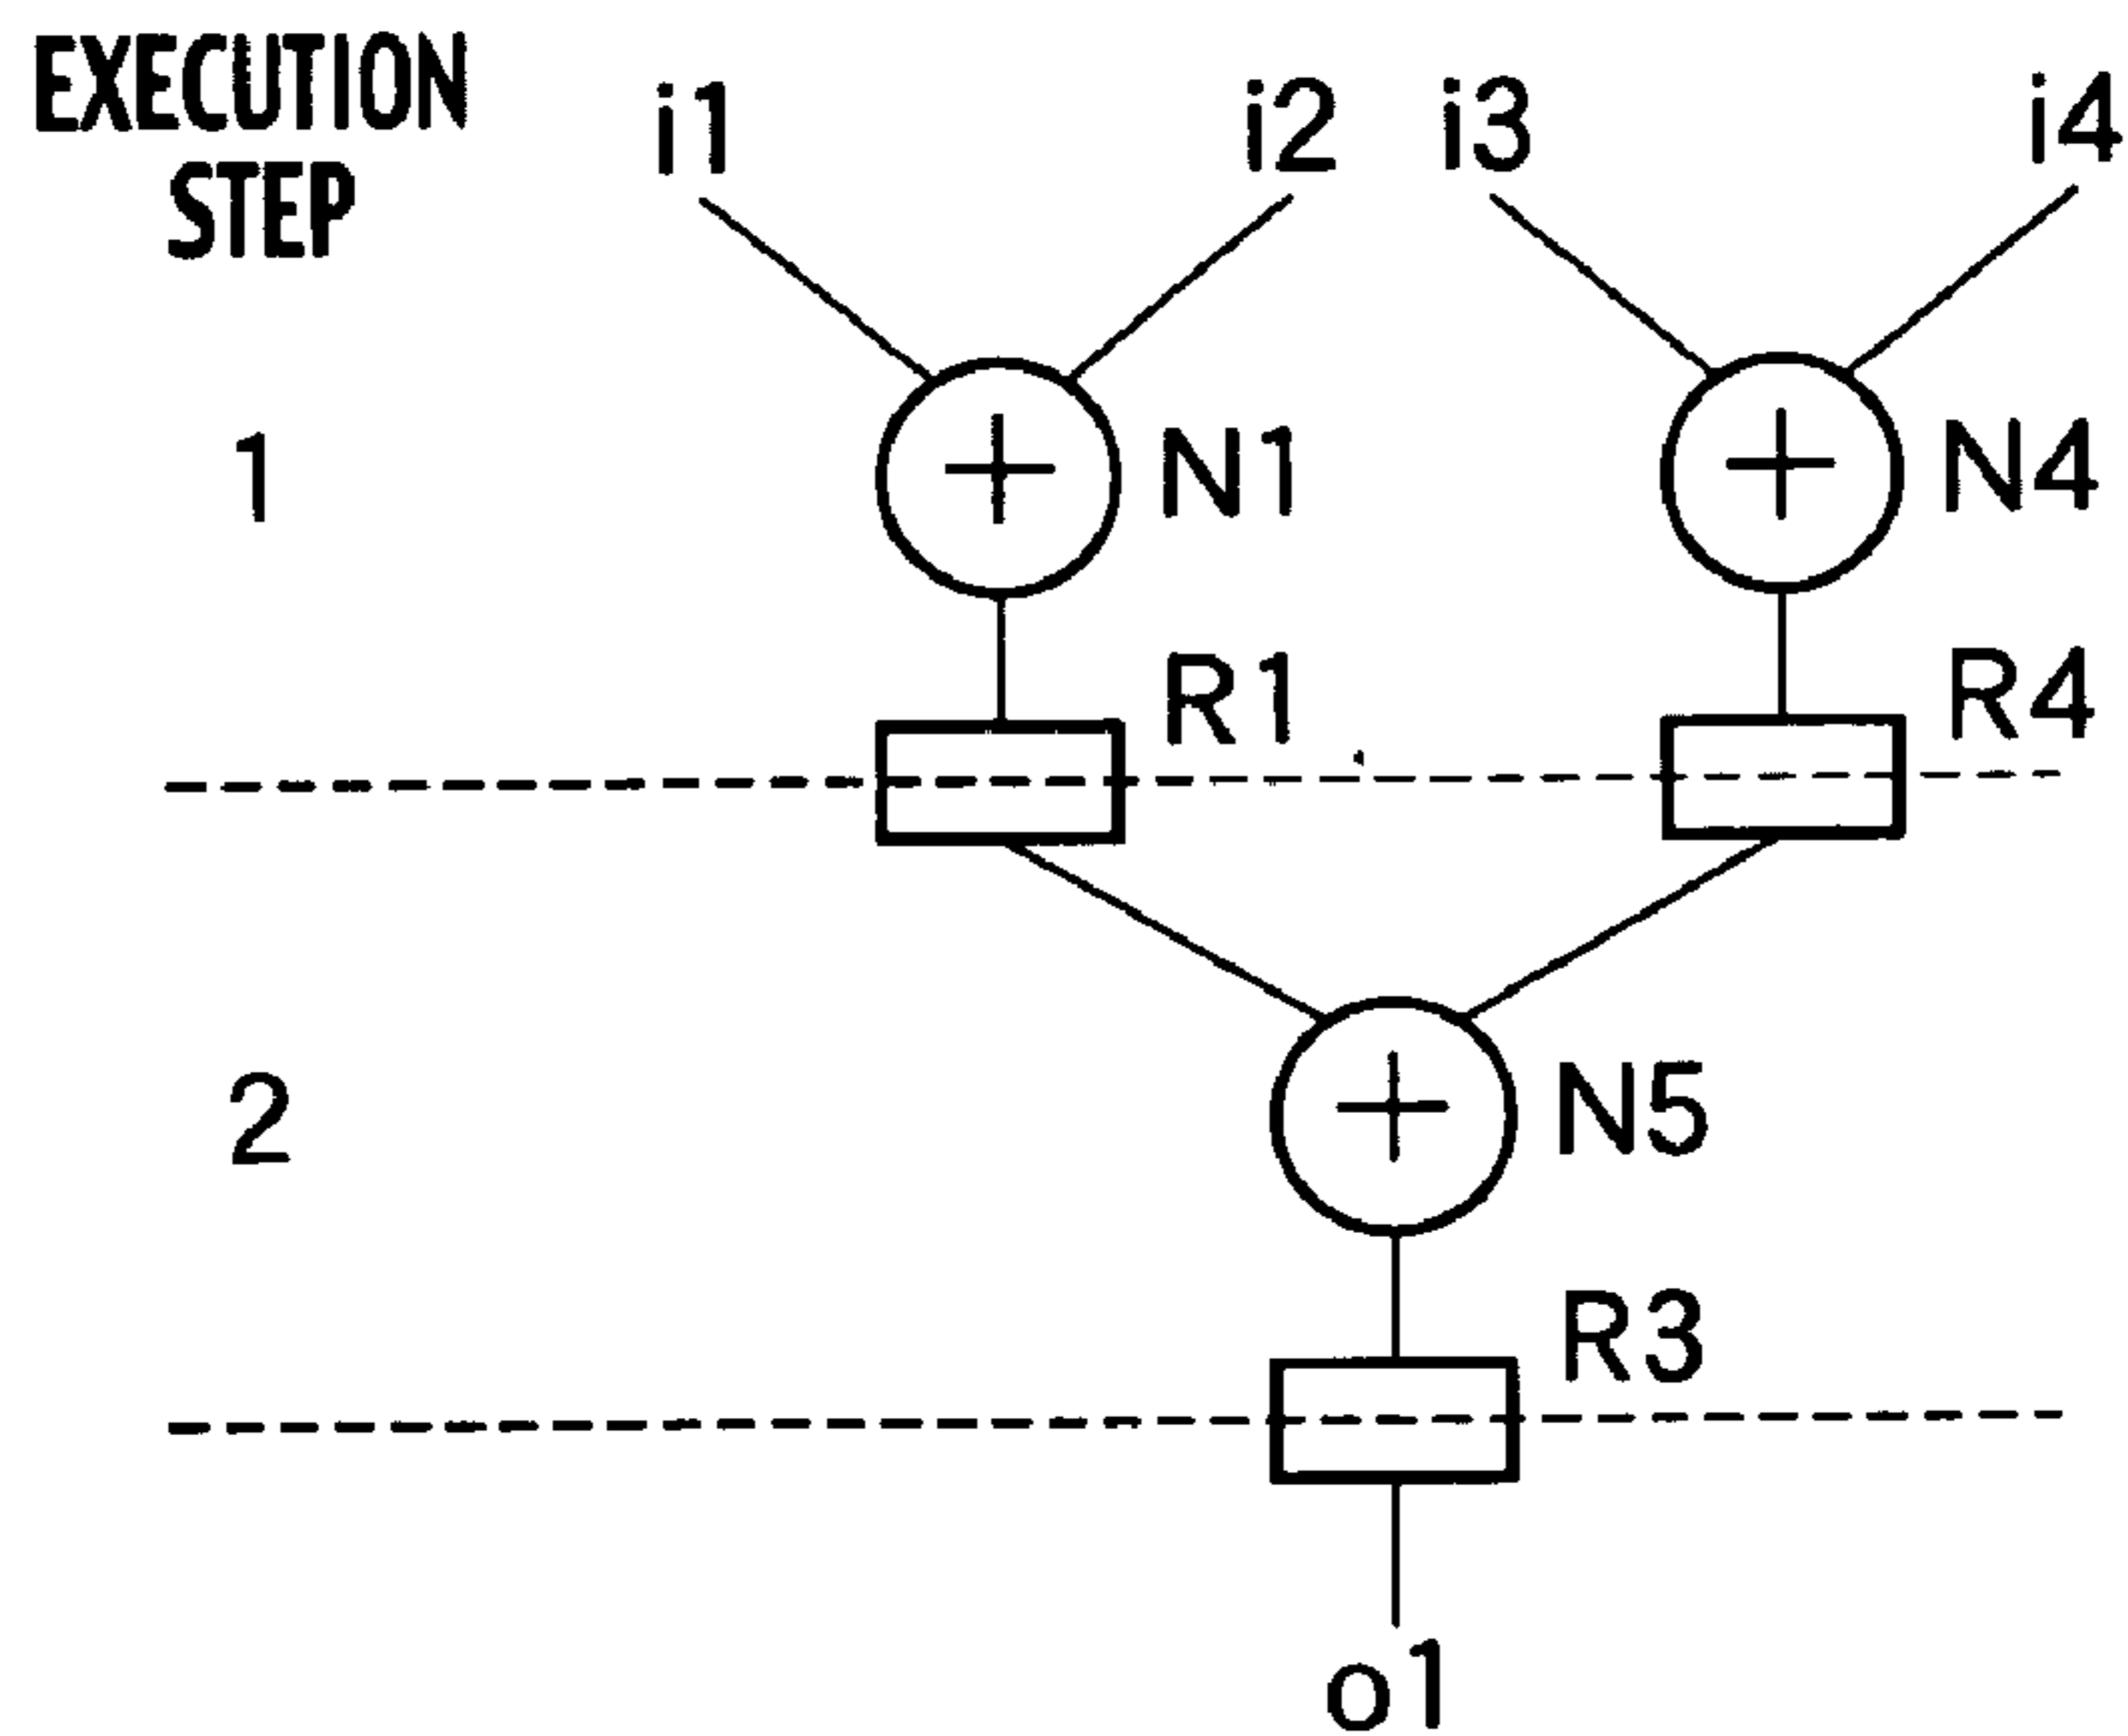 EXECUTION
STEP
i1 i2 i3 i4
1 + N1 + N4
R1 R4
2 + N5
R3
o1